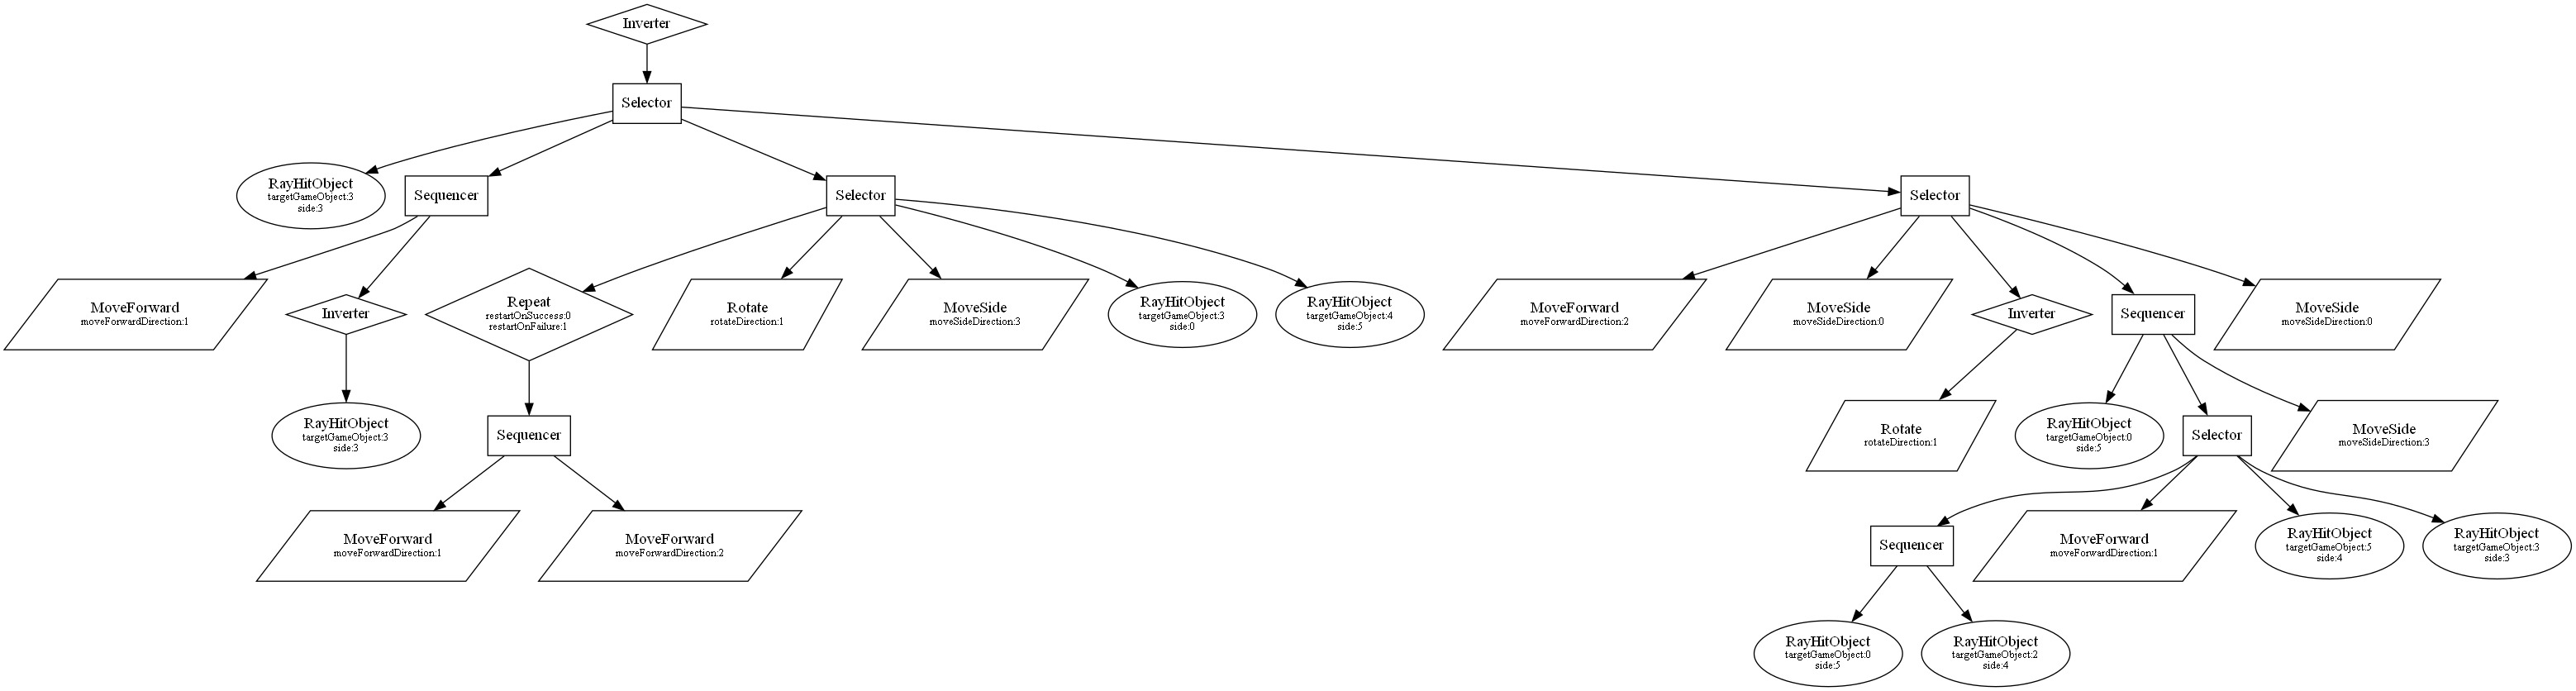 Inverter
Selector
RayHitObject
targetGameObject:3
side:3
Sequencer
Selector
Selector
MoveForward
moveForwardDirection:1
Inverter
Repeat
restartOnSuccess:0
restartOnFailure:1
Rotate
rotateDirection:1
MoveSide
moveSideDirection:3
RayHitObject
targetGameObject:3
side:0
RayHitObject
targetGameObject:4
side:5
MoveForward
moveForwardDirection:2
MoveSide
moveSideDirection:0
Inverter
Sequencer
MoveSide
moveSideDirection:0
RayHitObject
targetGameObject:3
side:3
Sequencer
Rotate
rotateDirection:1
RayHitObject
targetGameObject:0
side:5
Selector
MoveSide
moveSideDirection:3
MoveForward
moveForwardDirection:1
MoveForward
moveForwardDirection:2
Sequencer
MoveForward
moveForwardDirection:1
RayHitObject
targetGameObject:5
side:4
RayHitObject
targetGameObject:3
side:3
RayHitObject
targetGameObject:0
side:5
RayHitObject
targetGameObject:2
side:4